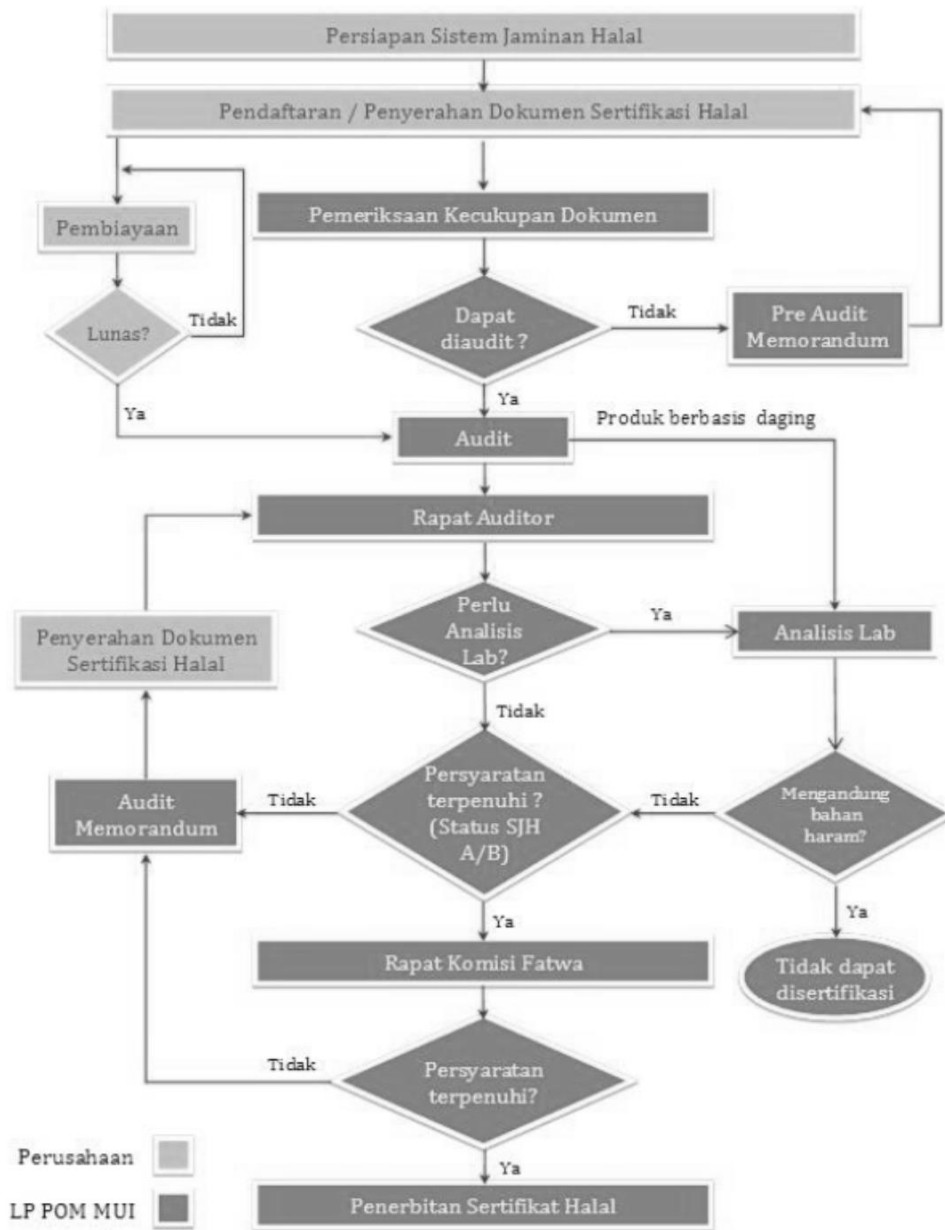 Persiapan Sistem Jaminan Halal
Pendaftaran / Penyerahan Dokumen Sertifikasi Halal
Pembiayaan
Pemeriksaan Kecukupan Dokumen
Lunas?
Tidak
Dapat
diaudit ?
Tidak
Pre Audit
Memorandum
Ya
Ya
Produk berbasis daging
Audit
Rapat Auditor
Penyerahan Dokumen
Sertifikasi Halal
Perlu
Analisis
Lab?
Ya
Analisis Lab
Tidak
Audit
Memorandum
Tidak
Persyaratan
terpenuhi ?
(Status SJH
A/B)
Tidak
Mengandung
bahan
haram?
Ya
Ya
Rapat Komisi Fatwa
Tidak dapat
disertifikasi
Tidak
Persyaratan
terpenuhi?
Ya
Penerbitan Sertifikat Halal
Perusahaan
LP POM MUI